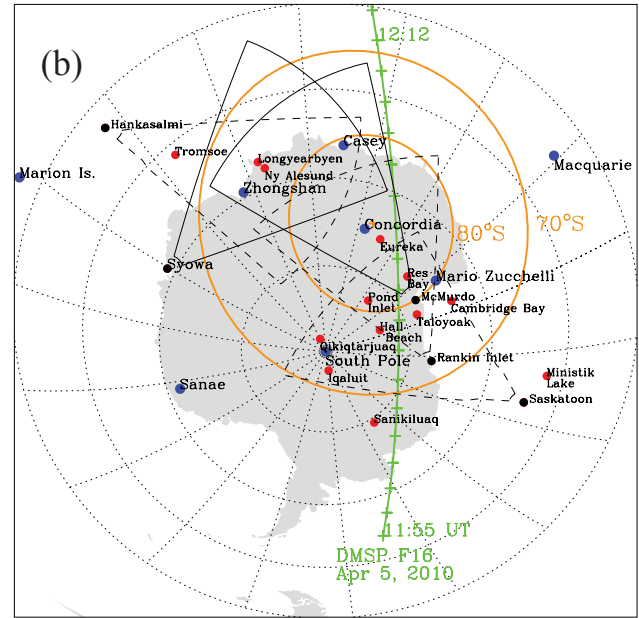 (b)
12:12
Hankasalmi
Casey
Tromsoe
Longyearbyen
Ny Alesund
Macquarie
Marion Is.
Zhongshan
Concordia
80°S
70°S
Eureka
Syowa
Res
Bay
Mario Zucchelli
Pond
Inlet
McMurdo
Cambridge Bay
Taloyoak
Hall
Beach
Qikiqtarjuaq
South Pole
Rankin Inlet
Iqaluit
Ministik
Lake
Sanae
Saskatoon
Sanikiluaq
11:55 UT
DMSP F16
Apr 5, 2010